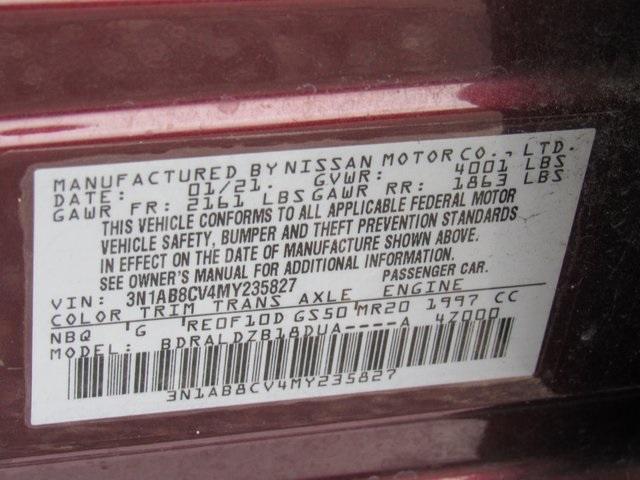 MANUFACTURED BY NISSAN MOTOR CO., LTD.
DATE: 01/21. GVWR: 4001 LBS
GAWR FR: 2161 LBS GAWR RR: 1863 LBS
THIS VEHICLE CONFORMS TO ALL APPLICABLE FEDERAL MOTOR
VEHICLE SAFETY, BUMPER AND THEFT PREVENTION STANDARDS
IN EFFECT ON THE DATE OF MANUFACTURE SHOWN ABOVE.
SEE OWNER'S MANUAL FOR ADDITIONAL INFORMATION.
VIN: 3N1AB8CV4MY235827 PASSENGER CAR.
COLOR TRIM TRANS AXLE ENGINE
NBQ G RE0F10D GS50 MR20 1997 CC
MODEL: BDRALDZB18DUA----A 4Z000
3N1AB8CV4MY235827